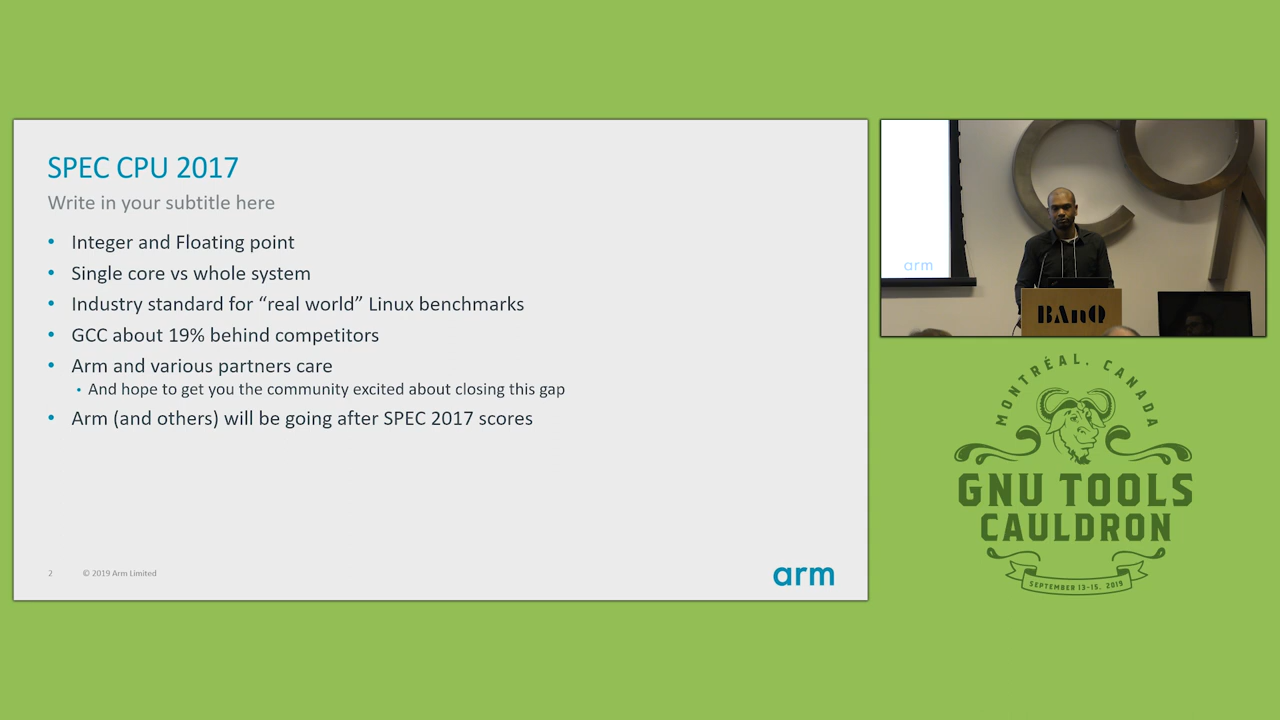 SPEC CPU 2017
Write in your subtitle here
• Integer and Floating point
• Single core vs whole system
• Industry standard for “real world” Linux benchmarks
• GCC about 19% behind competitors
• Arm and various partners care
• And hope to get you the community excited about closing this gap
• Arm (and others) will be going after SPEC 2017 scores
2
© 2019 Arm Limited
arm
arm
BAnQ
MONTRÉAL, CANADA
GNU TOOLS
CAULDRON
SEPTEMBER 13-15, 2019